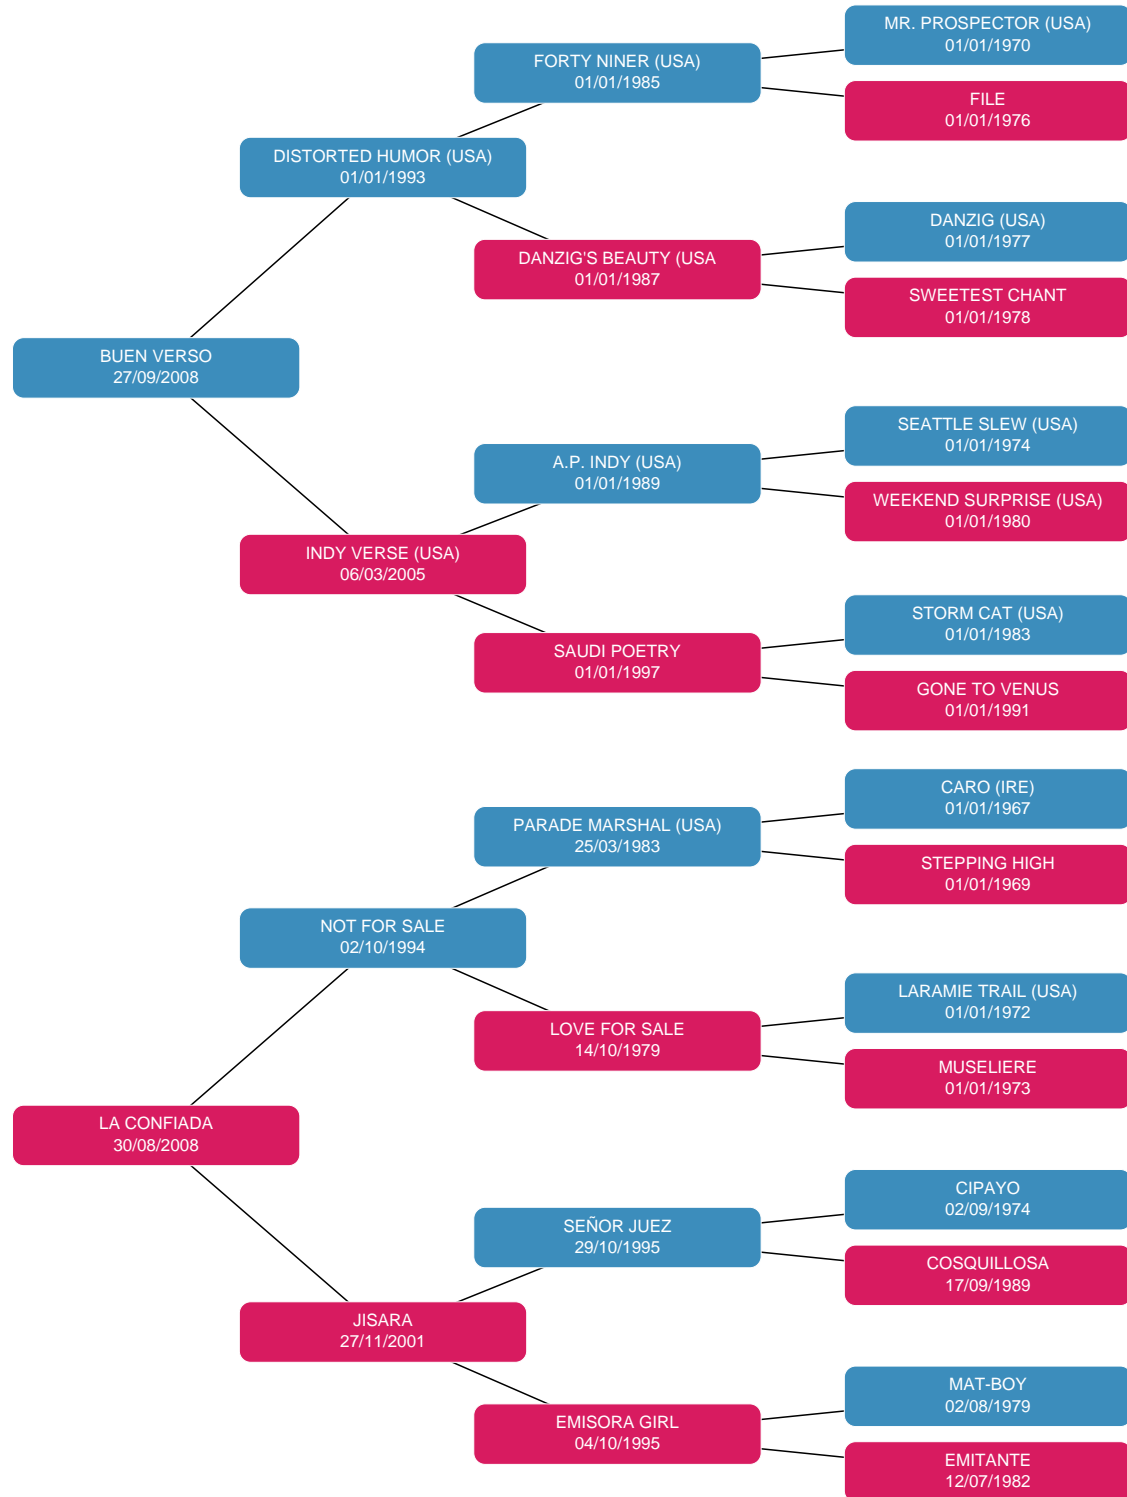 MR. PROSPECTOR (USA)
01/01/1970
FORTY NINER (USA)
01/01/1985
FILE
01/01/1976
DISTORTED HUMOR (USA)
01/01/1993
DANZIG (USA)
01/01/1977
DANZIG'S BEAUTY (USA
01/01/1987
SWEETEST CHANT
01/01/1978
BUEN VERSO
27/09/2008
SEATTLE SLEW (USA)
01/01/1974
A.P. INDY (USA)
01/01/1989
WEEKEND SURPRISE (USA)
01/01/1980
INDY VERSE (USA)
06/03/2005
STORM CAT (USA)
01/01/1983
SAUDI POETRY
01/01/1997
GONE TO VENUS
01/01/1991
CARO (IRE)
01/01/1967
PARADE MARSHAL (USA)
25/03/1983
STEPPING HIGH
01/01/1969
NOT FOR SALE
02/10/1994
LARAMIE TRAIL (USA)
01/01/1972
LOVE FOR SALE
14/10/1979
MUSELIERE
01/01/1973
LA CONFIADA
30/08/2008
CIPAYO
02/09/1974
SEÑOR JUEZ
29/10/1995
COSQUILLOSA
17/09/1989
JISARA
27/11/2001
MAT-BOY
02/08/1979
EMISORA GIRL
04/10/1995
EMITANTE
12/07/1982